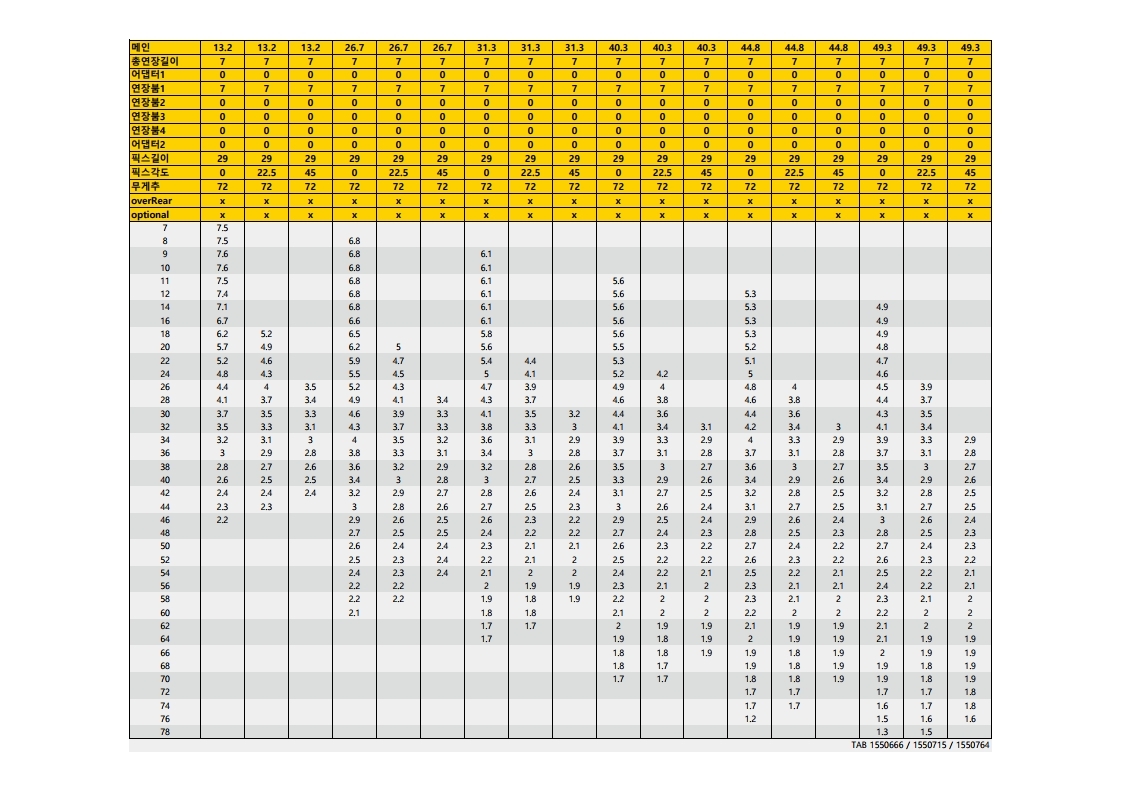 메인 13.2 13.2 13.2 26.7 26.7 26.7 31.3 31.3 31.3 40.3 40.3 40.3 44.8 44.8 44.8 49.3 49.3 49.3
총연장길이 7 7 7 7 7 7 7 7 7 7 7 7 7 7 7 7 7 7
어댑터1 0 0 0 0 0 0 0 0 0 0 0 0 0 0 0 0 0 0
연장붐1 7 7 7 7 7 7 7 7 7 7 7 7 7 7 7 7 7 7
연장붐2 0 0 0 0 0 0 0 0 0 0 0 0 0 0 0 0 0 0
연장붐3 0 0 0 0 0 0 0 0 0 0 0 0 0 0 0 0 0 0
연장붐4 0 0 0 0 0 0 0 0 0 0 0 0 0 0 0 0 0 0
어댑터2 0 0 0 0 0 0 0 0 0 0 0 0 0 0 0 0 0 0
픽스길이 29 29 29 29 29 29 29 29 29 29 29 29 29 29 29 29 29 29
픽스각도 0 22.5 45 0 22.5 45 0 22.5 45 0 22.5 45 0 22.5 45 0 22.5 45
무게추 72 72 72 72 72 72 72 72 72 72 72 72 72 72 72 72 72 72
overRear x x x x x x x x x x x x x x x x x x
optional x x x x x x x x x x x x x x x x x x
7 7.5
8 7.5 6.8
9 7.6 6.8 6.1
10 7.6 6.8 6.1
11 7.5 6.8 6.1 5.6
12 7.4 6.8 6.1 5.6 5.3
14 7.1 6.8 6.1 5.6 5.3 4.9
16 6.7 6.6 6.1 5.6 5.3 4.9
18 6.2 5.2 6.5 5.8 5.6 5.3 4.9
20 5.7 4.9 6.2 5 5.6 5.5 5.2 4.8
22 5.2 4.6 5.9 4.7 5.4 4.4 5.3 5.1 4.7
24 4.8 4.3 5.5 4.5 5 4.1 5.2 4.2 5 4.6
26 4.4 4 3.5 5.2 4.3 4.7 3.9 4.9 4 4.8 4 4.5 3.9
28 4.1 3.7 3.4 4.9 4.1 3.4 4.3 3.7 4.6 3.8 4.6 3.8 4.4 3.7
30 3.7 3.5 3.3 4.6 3.9 3.3 4.1 3.5 3.2 4.4 3.6 4.4 3.6 4.3 3.5
32 3.5 3.3 3.1 4.3 3.7 3.3 3.8 3.3 3 4.1 3.4 3.1 4.2 3.4 3 4.1 3.4
34 3.2 3.1 3 4 3.5 3.2 3.6 3.1 2.9 3.9 3.3 2.9 4 3.3 2.9 3.9 3.3 2.9
36 3 2.9 2.8 3.8 3.3 3.1 3.4 3 2.8 3.7 3.1 2.8 3.7 3.1 2.8 3.7 3.1 2.8
38 2.8 2.7 2.6 3.6 3.2 2.9 3.2 2.8 2.6 3.5 3 2.7 3.6 3 2.7 3.5 3 2.7
40 2.6 2.5 2.5 3.4 3 2.8 3 2.7 2.5 3.3 2.9 2.6 3.4 2.9 2.6 3.4 2.9 2.6
42 2.4 2.4 2.4 3.2 2.9 2.7 2.8 2.6 2.4 3.1 2.7 2.5 3.2 2.8 2.5 3.2 2.8 2.5
44 2.3 2.3 3 2.8 2.6 2.7 2.5 2.3 3 2.6 2.4 3.1 2.7 2.5 3.1 2.7 2.5
46 2.2 2.9 2.6 2.5 2.6 2.3 2.2 2.9 2.5 2.4 2.9 2.6 2.4 3 2.6 2.4
48 2.7 2.5 2.5 2.4 2.2 2.2 2.7 2.4 2.3 2.8 2.5 2.3 2.8 2.5 2.3
50 2.6 2.4 2.4 2.3 2.1 2.1 2.6 2.3 2.2 2.7 2.4 2.2 2.7 2.4 2.3
52 2.5 2.3 2.4 2.2 2.1 2 2.5 2.2 2.2 2.6 2.3 2.2 2.6 2.3 2.2
54 2.4 2.3 2.4 2.1 2 2 2.4 2.2 2.1 2.5 2.2 2.1 2.5 2.2 2.1
56 2.2 2.2 2 1.9 1.9 2.3 2.1 2 2.3 2.1 2.1 2.4 2.2 2.1
58 2.2 2.2 1.9 1.8 1.9 2.2 2 2 2.3 2.1 2 2.3 2.1 2
60 2.1 1.8 1.8 2.1 2 2 2.2 2 2 2.2 2 2
62 1.7 1.7 2 1.9 1.9 2.1 1.9 1.9 2.1 2 2
64 1.7 1.9 1.8 1.9 2 1.9 1.9 2.1 1.9 1.9
66 1.8 1.8 1.9 1.9 1.8 1.9 2 1.9 1.9
68 1.8 1.7 1.9 1.8 1.9 1.9 1.8 1.9
70 1.7 1.7 1.8 1.8 1.9 1.9 1.8 1.9
72 1.7 1.7 1.7 1.7 1.8
74 1.7 1.7 1.6 1.7 1.8
76 1.2 1.5 1.6 1.6
78 1.3 1.5
TAB 1550666 / 1550715 / 1550764